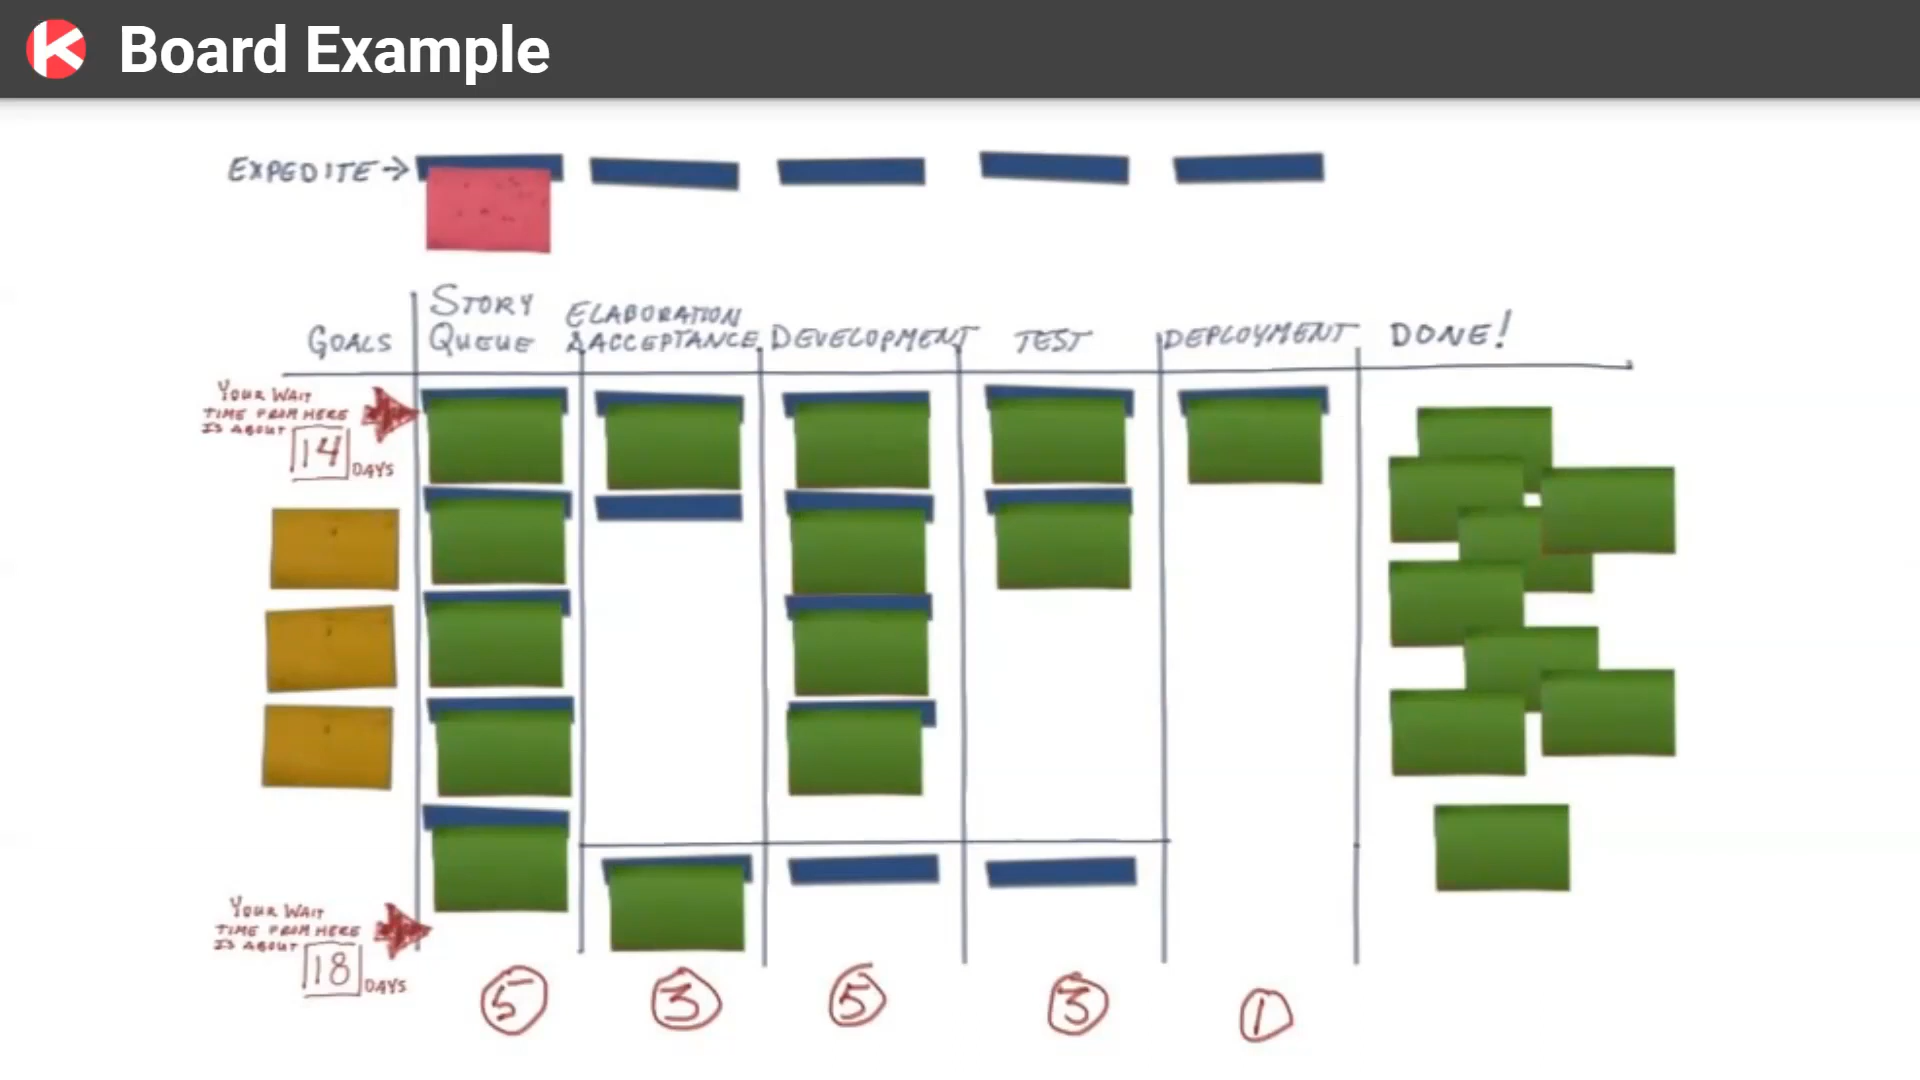 Board Example
EXPEDITE →
GOALS
STORY
QUEUE
ELABORATION
& ACCEPTANCE
DEVELOPMENT
TEST
DEPLOYMENT
DONE!
YOUR WAIT
TIME FROM HERE
IS ABOUT
14
DAYS
YOUR WAIT
TIME FROM HERE
IS ABOUT
18
DAYS
5
3
5
3
1